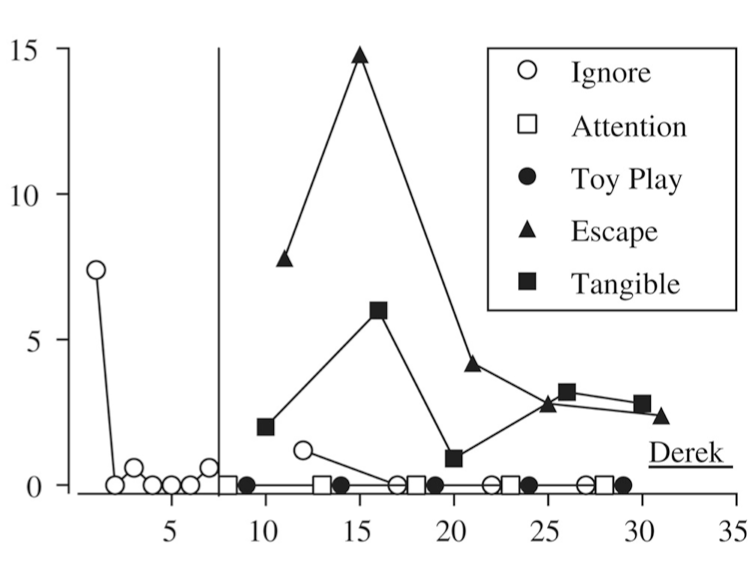 15
10
5
0
Ignore
Attention
Toy Play
Escape
Tangible
Derek
5 10 15 20 25 30 35